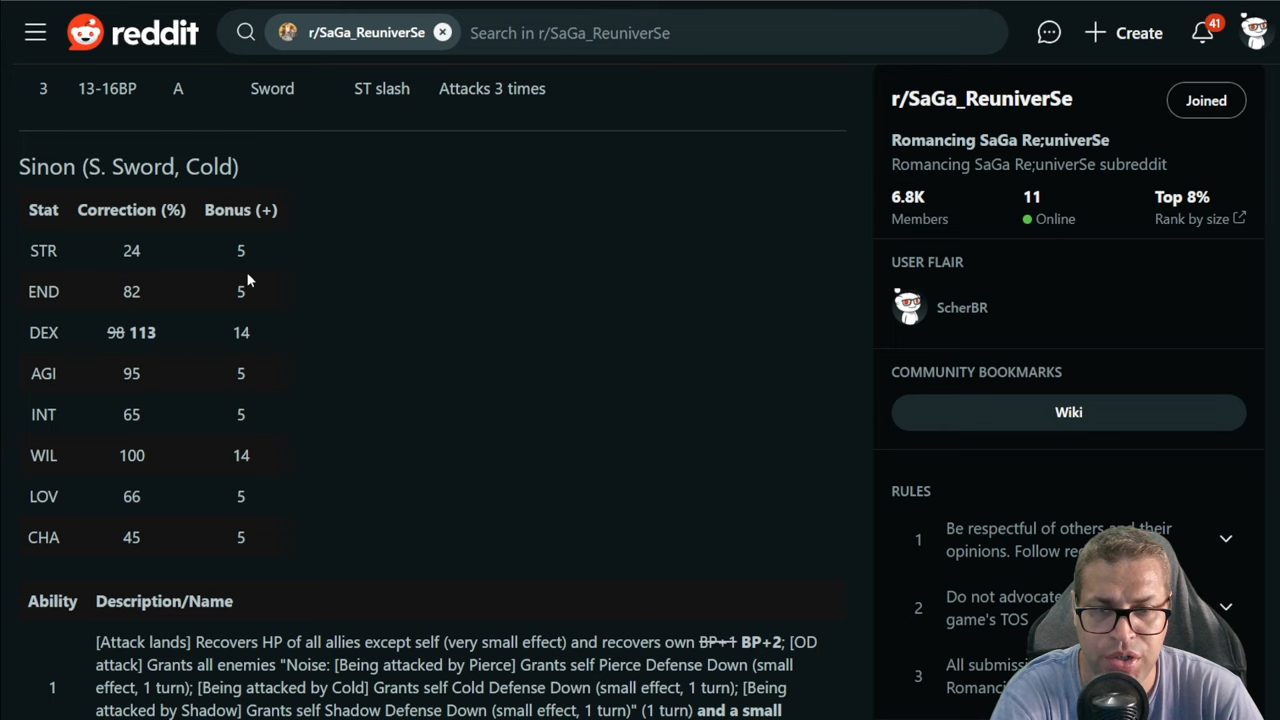 reddit
r/SaGa_ReuniverSe
Search in r/SaGa_ReuniverSe
Create
41
3 13-16BP A Sword ST slash Attacks 3 times
Sinon (S. Sword, Cold)
Stat Correction (%) Bonus (+)
STR 24 5
END 82 5
DEX 98 113 14
AGI 95 5
INT 65 5
WIL 100 14
LOV 66 5
CHA 45 5
Ability Description/Name
1
[Attack lands] Recovers HP of all allies except self (very small effect) and recovers own BP+1 BP+2; [OD
attack] Grants all enemies "Noise: [Being attacked by Pierce] Grants self Pierce Defense Down (small
effect, 1 turn); [Being attacked by Cold] Grants self Cold Defense Down (small effect, 1 turn); [Being
attacked by Shadow] Grants self Shadow Defense Down (small effect, 1 turn)" (1 turn) and a small
r/SaGa_ReuniverSe
Joined
Romancing SaGa Re;univerSe
Romancing SaGa Re;univerSe subreddit
6.8K 11 Top 8%
Members Online Rank by size
USER FLAIR
ScherBR
COMMUNITY BOOKMARKS
Wiki
RULES
1 Be respectful of others and their
opinions. Follow
2 Do not advocate
game's TOS
3 All